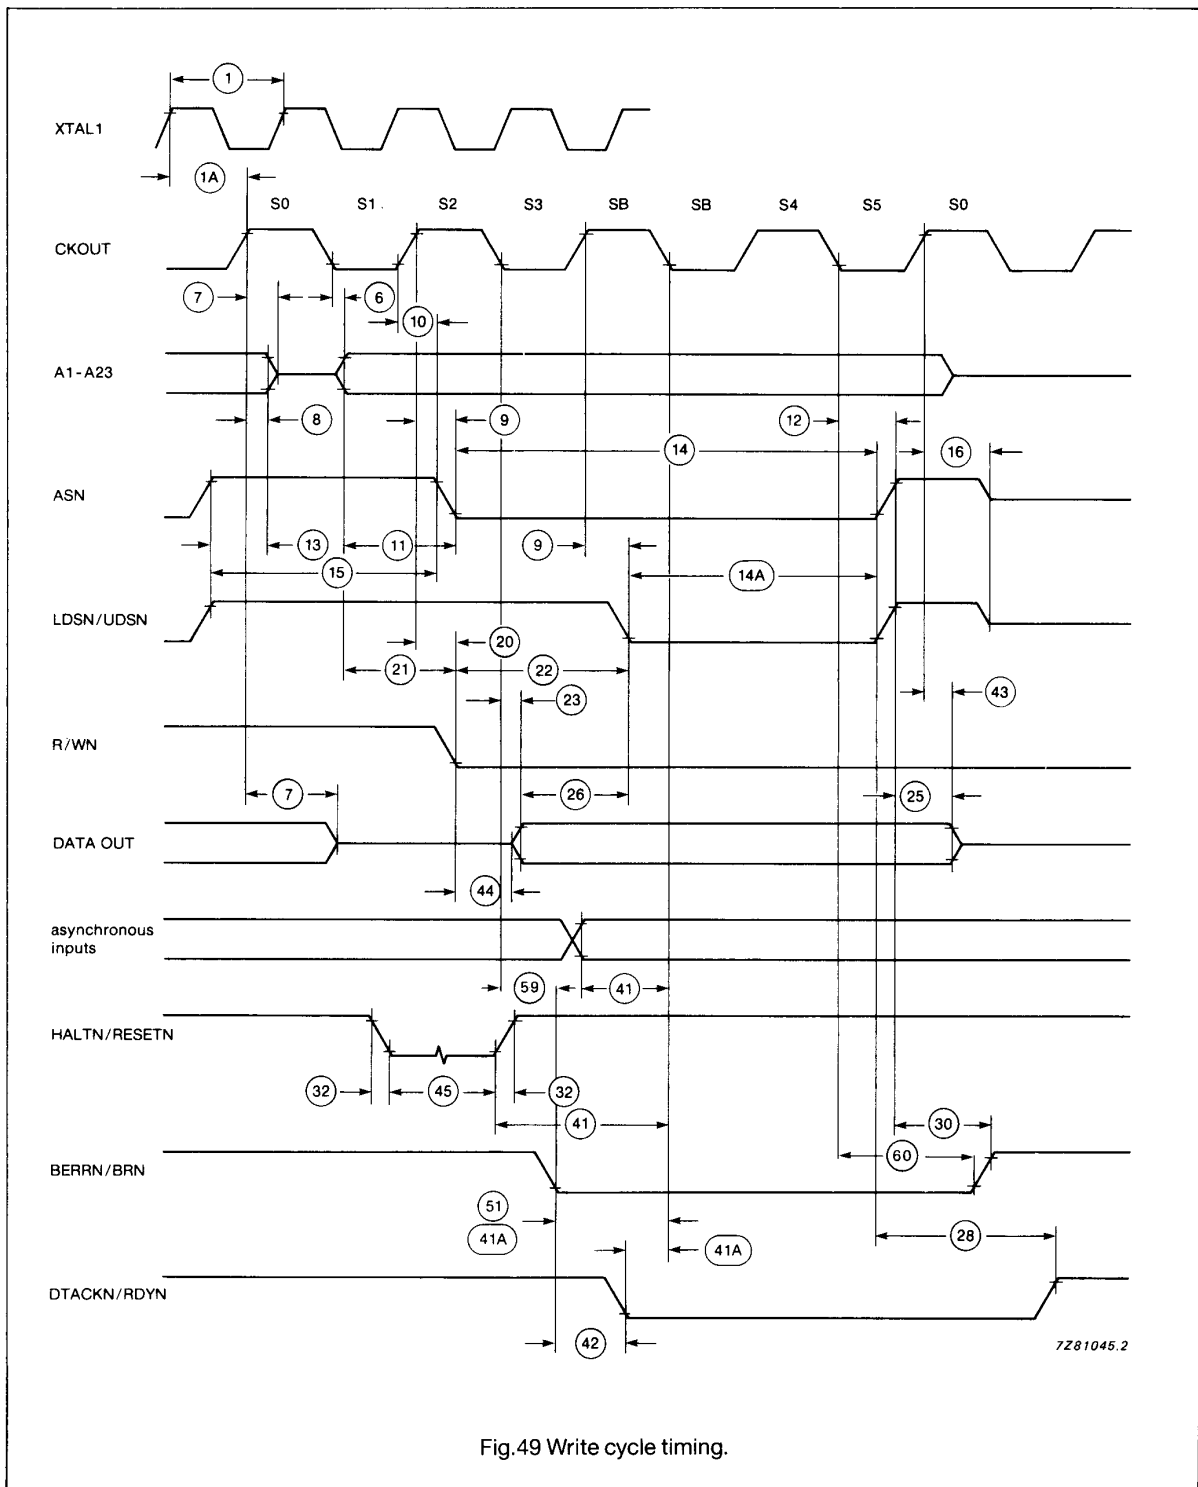 1
XTAL1
1A
S0 S1 S2 S3 SB SB S4 S5 S0
CKOUT
7 6
10
A1-A23
8 9 12
14 16
ASN
13 11 9
15 14A
LDSN/UDSN
20
21 22
23 43
R/WN
7 26 25
DATA OUT
44
asynchronous
inputs
59 41
HALTN/RESETN
32 45 32
41 30
BERRN/BRN 60
51
41A 41A 28
DTACKN/RDYN
42
7Z81045.2
Fig.49 Write cycle timing.